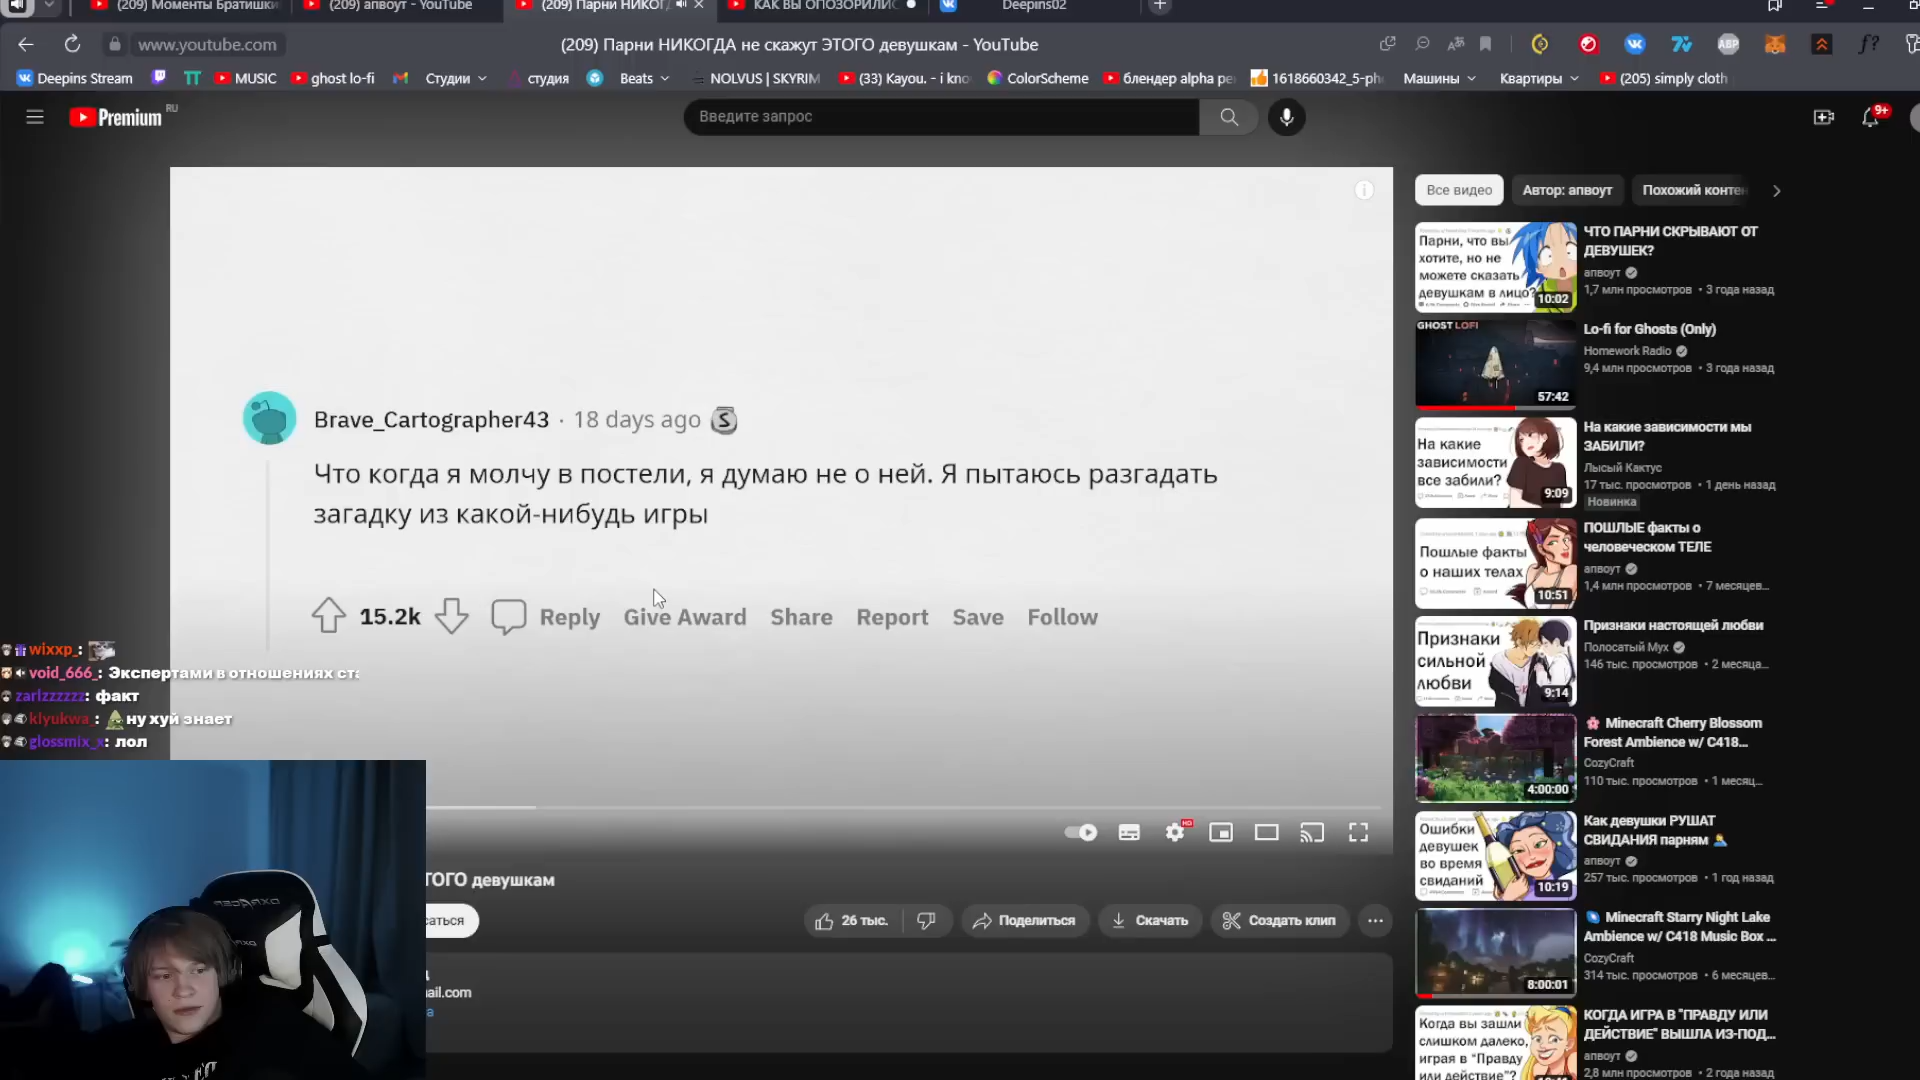 (209) Моменты Братишки
(209) апвоут - YouTube
(209) Парни НИКОГ
КАК ВЫ ОПОЗОРИЛИС
Deepins02
www.youtube.com
(209) Парни НИКОГДА не скажут ЭТОГО девушкам - YouTube
Deepins Stream
MUSIC
ghost lo-fi
Студии
студия
Beats
NOLVUS | SKYRIM
(33) Kayou. - i kno
ColorScheme
блендер alpha pe
1618660342_5-ph
Машины
Квартиры
(205) simply cloth
Premium RU
Введите запрос
9+
Все видео
Автор: апвоут
Похожий контен
Brave_Cartographer43 · 18 days ago
Что когда я молчу в постели, я думаю не о ней. Я пытаюсь разгадать
загадку из какой-нибудь игры
15.2k Reply Give Award Share Report Save Follow
wixxp_:
void_666_: Экспертами в отношениях ста
zarlzzzzzz: факт
klyukwa_: ну хуй знает
glossmix_x: лол
HD
ТОГО девушкам
саться
26 тыс.
Поделиться
Скачать
Создать клип
ail.com
DXRACER
Парни, что вы
хотите, но не
можете сказать
девушкам в лицо?
10:02
ЧТО ПАРНИ СКРЫВАЮТ ОТ
ДЕВУШЕК?
апвоут
1,7 млн просмотров • 3 года назад
GHOST LOFI
57:42
Lo-fi for Ghosts (Only)
Homework Radio
9,4 млн просмотров • 3 года назад
На какие
зависимости
все забили?
9:09
На какие зависимости мы
ЗАБИЛИ?
Лысый Кактус
17 тыс. просмотров • 1 день назад
Новинка
Пошлые факты
о наших телах
10:51
ПОШЛЫЕ факты о
человеческом ТЕЛЕ
апвоут
1,4 млн просмотров • 7 месяцев...
Признаки
сильной
любви
9:14
Признаки настоящей любви
Полосатый Мух
146 тыс. просмотров • 2 месяца...
4:00:00
Minecraft Cherry Blossom
Forest Ambience w/ C418...
CozyCraft
110 тыс. просмотров • 1 месяц...
Ошибки
девушек
во время
свиданий
10:19
Как девушки РУШАТ
СВИДАНИЯ парням
апвоут
257 тыс. просмотров • 1 год назад
8:00:01
Minecraft Starry Night Lake
Ambience w/ C418 Music Box ...
CozyCraft
314 тыс. просмотров • 6 месяцев...
Когда вы зашли
слишком далеко,
играя в "Правду
или действие"?
КОГДА ИГРА В "ПРАВДУ ИЛИ
ДЕЙСТВИЕ" ВЫШЛА ИЗ-ПОД...
апвоут
2,8 млн просмотров • 2 года назад